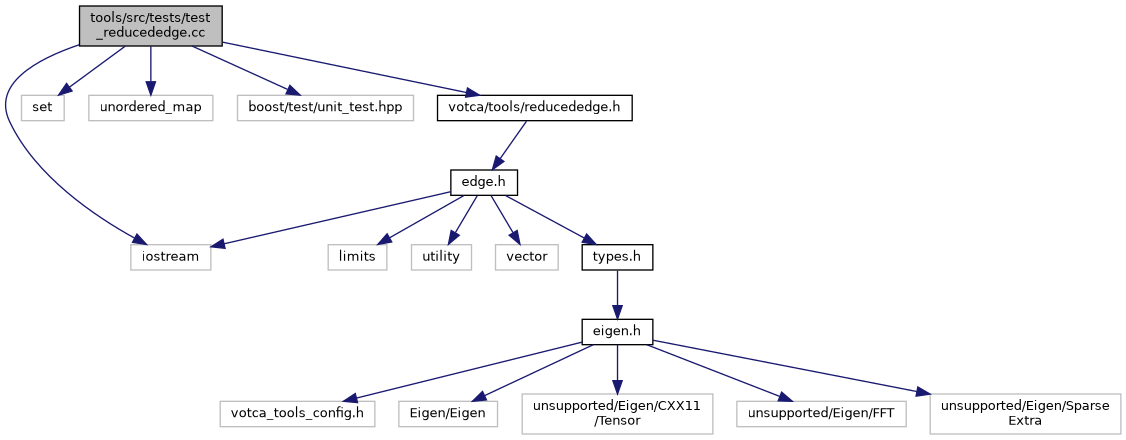 tools/src/tests/test
_reducededge.cc
set
unordered_map
boost/test/unit_test.hpp
votca/tools/reducededge.h
edge.h
iostream
limits
utility
vector
types.h
eigen.h
votca_tools_config.h
Eigen/Eigen
unsupported/Eigen/CXX11
/Tensor
unsupported/Eigen/FFT
unsupported/Eigen/Sparse
Extra